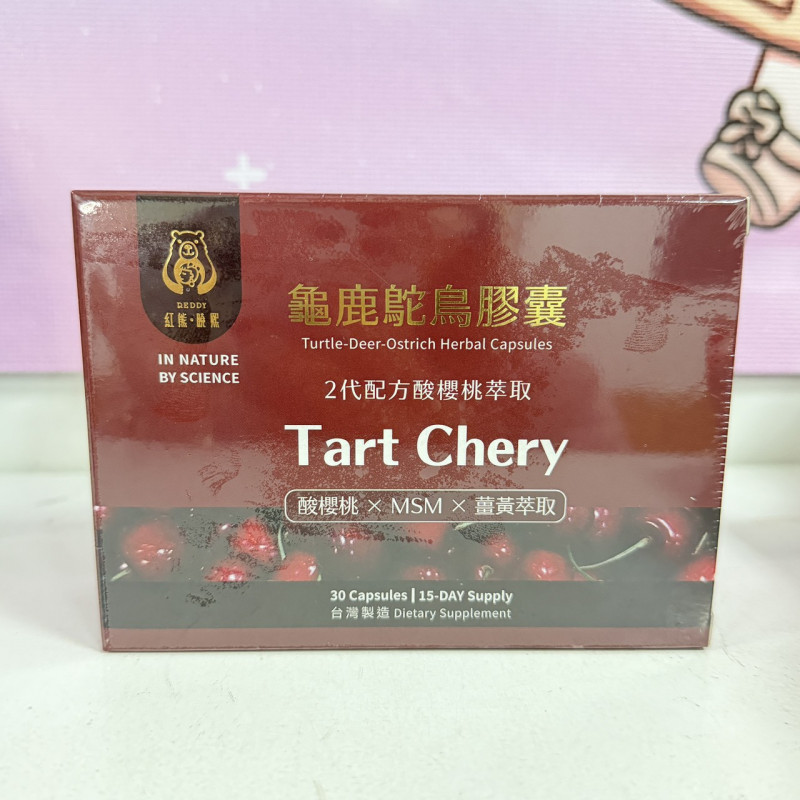 REDDY
紅熊·曉熙
IN NATURE
BY SCIENCE
龜鹿鴕鳥膠囊
Turtle-Deer-Ostrich Herbal Capsules
2代配方酸櫻桃萃取
Tart Chery
酸櫻桃 × MSM × 薑黃萃取
30 Capsules | 15-DAY Supply
台灣製造 Dietary Supplement